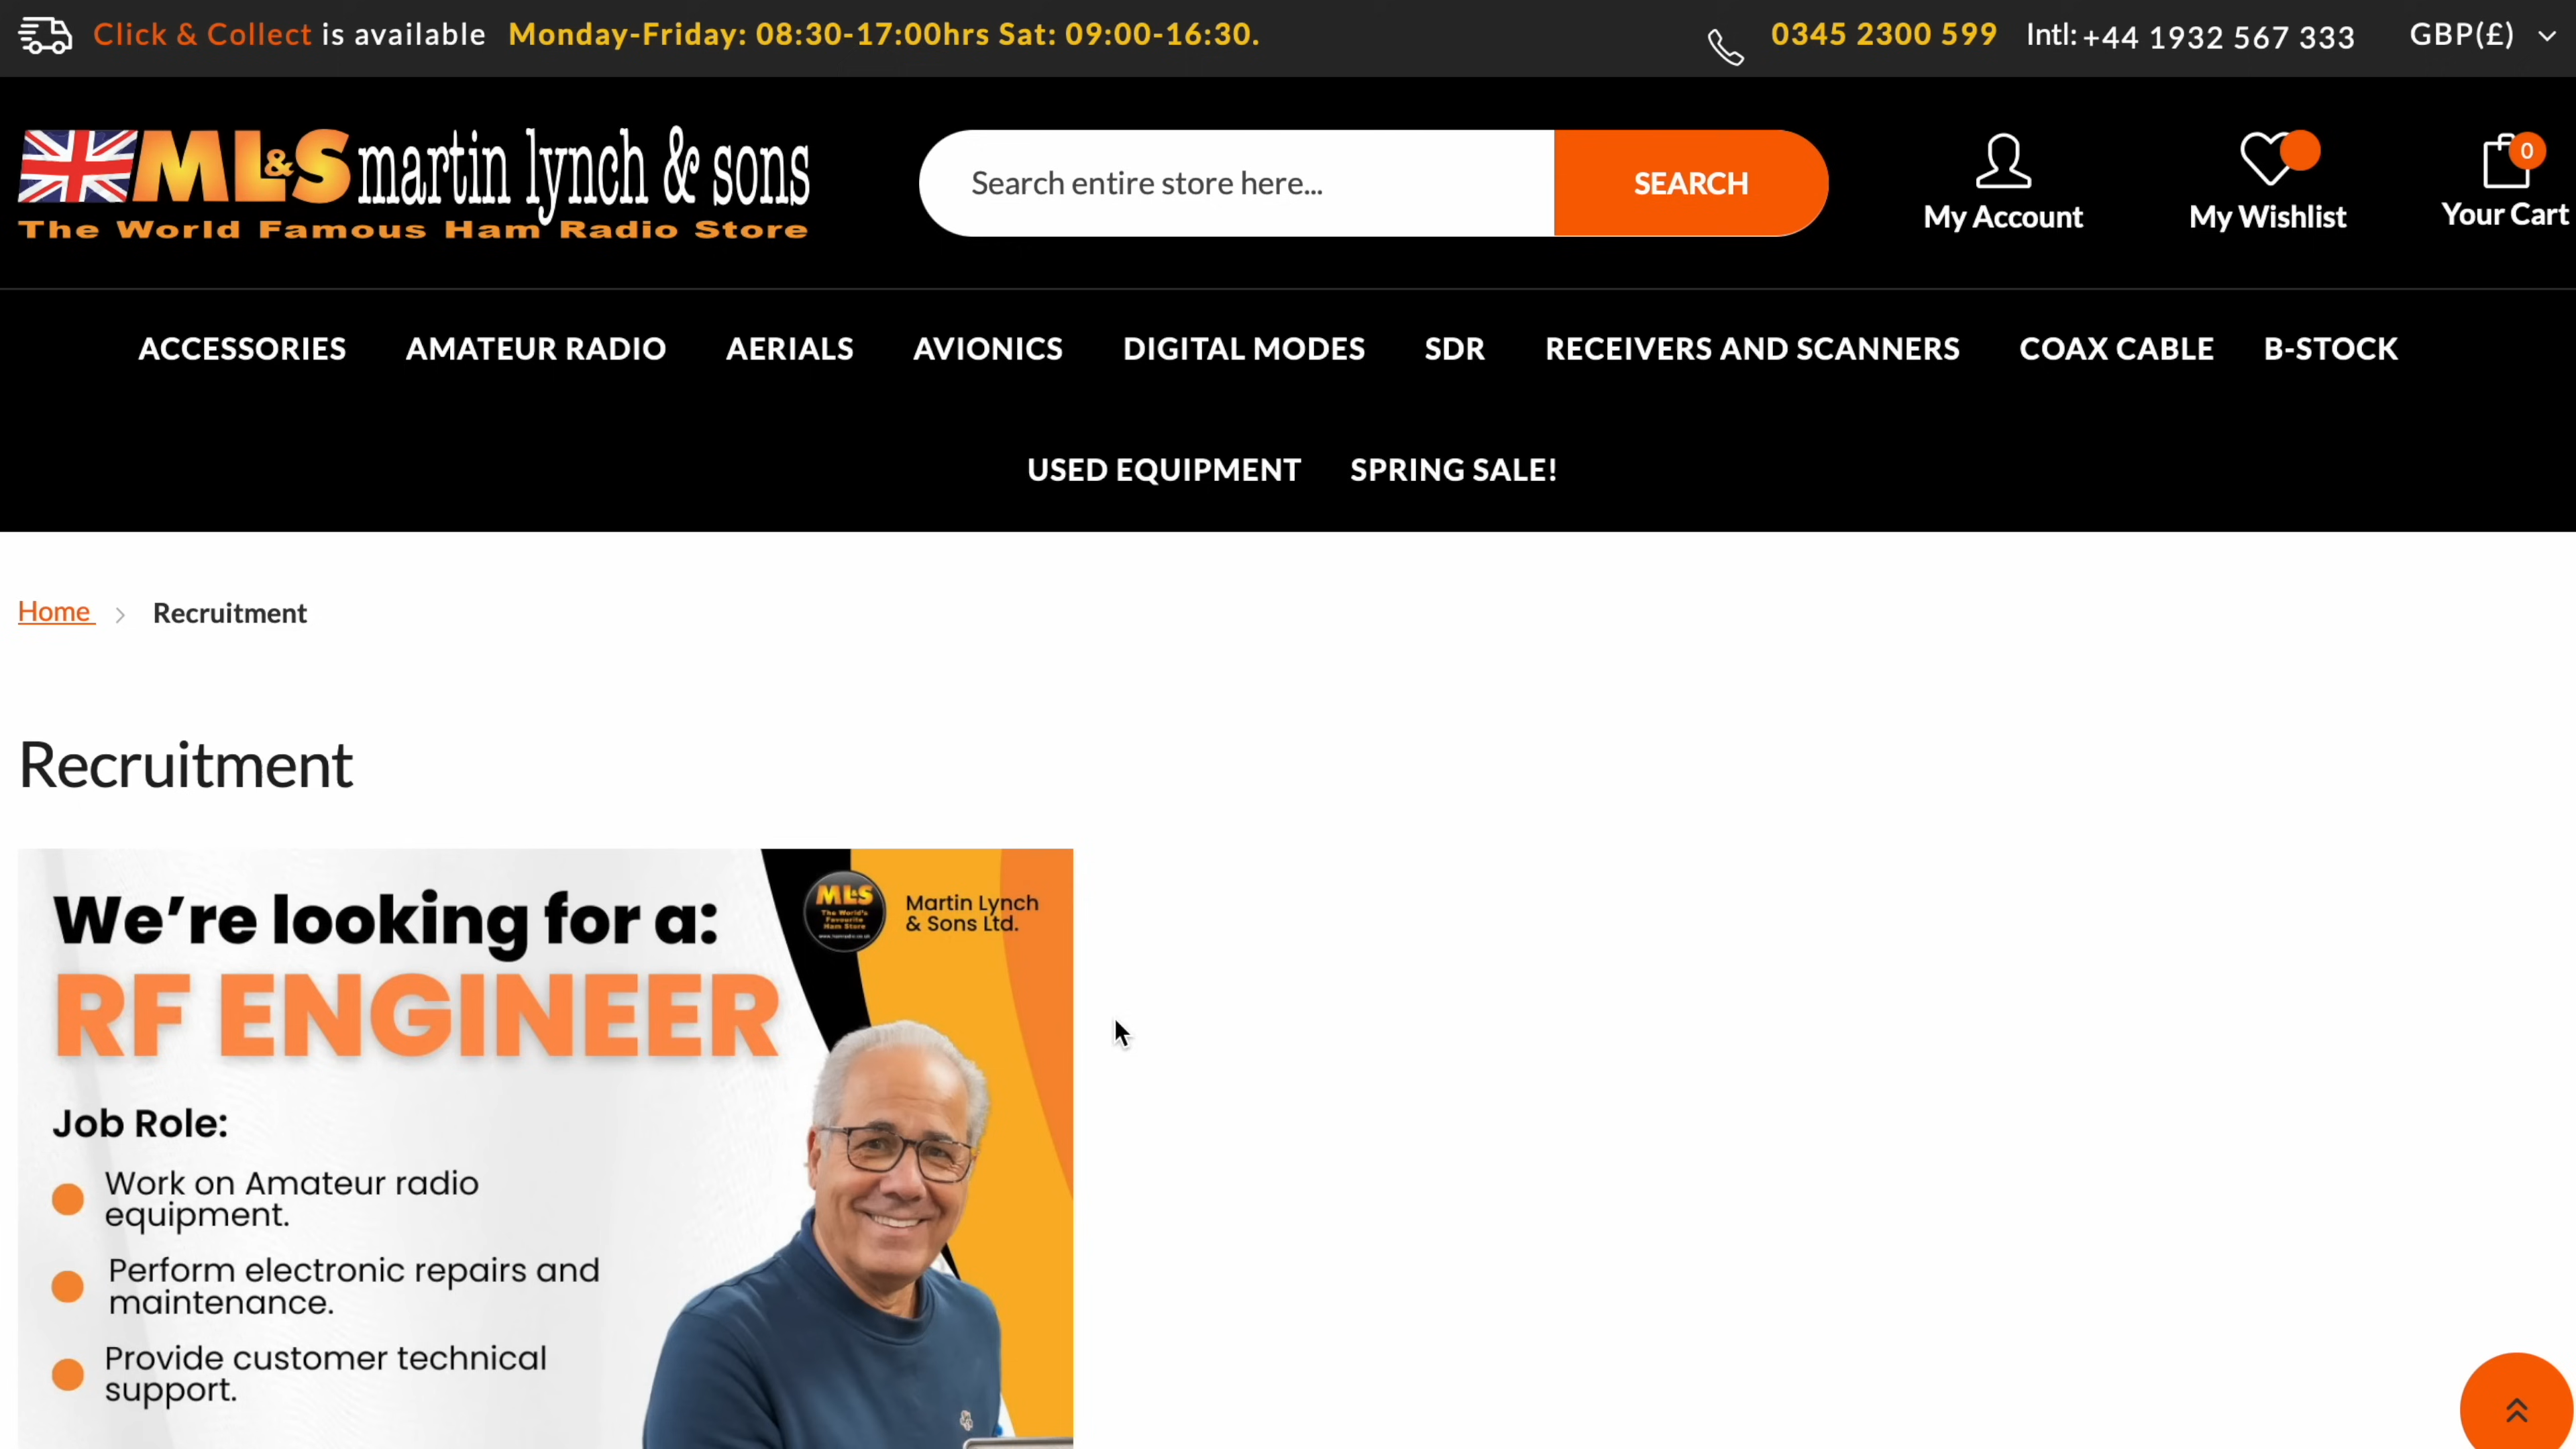 Click & Collect is available Monday-Friday: 08:30-17:00hrs Sat: 09:00-16:30.
0345 2300 599 Intl: +44 1932 567 333 GBP(£)
ML&S martin lynch & sons
The World Famous Ham Radio Store
Search entire store here...
SEARCH
My Account
My Wishlist
0
Your Cart
ACCESSORIES AMATEUR RADIO AERIALS AVIONICS DIGITAL MODES SDR RECEIVERS AND SCANNERS COAX CABLE B-STOCK
USED EQUIPMENT SPRING SALE!
Home Recruitment
Recruitment
We're looking for a:
RF ENGINEER
ML&S
The World's
Favourite
Ham Store
Martin Lynch
& Sons Ltd.
Job Role:
Work on Amateur radio
equipment.
Perform electronic repairs and
maintenance.
Provide customer technical
support.